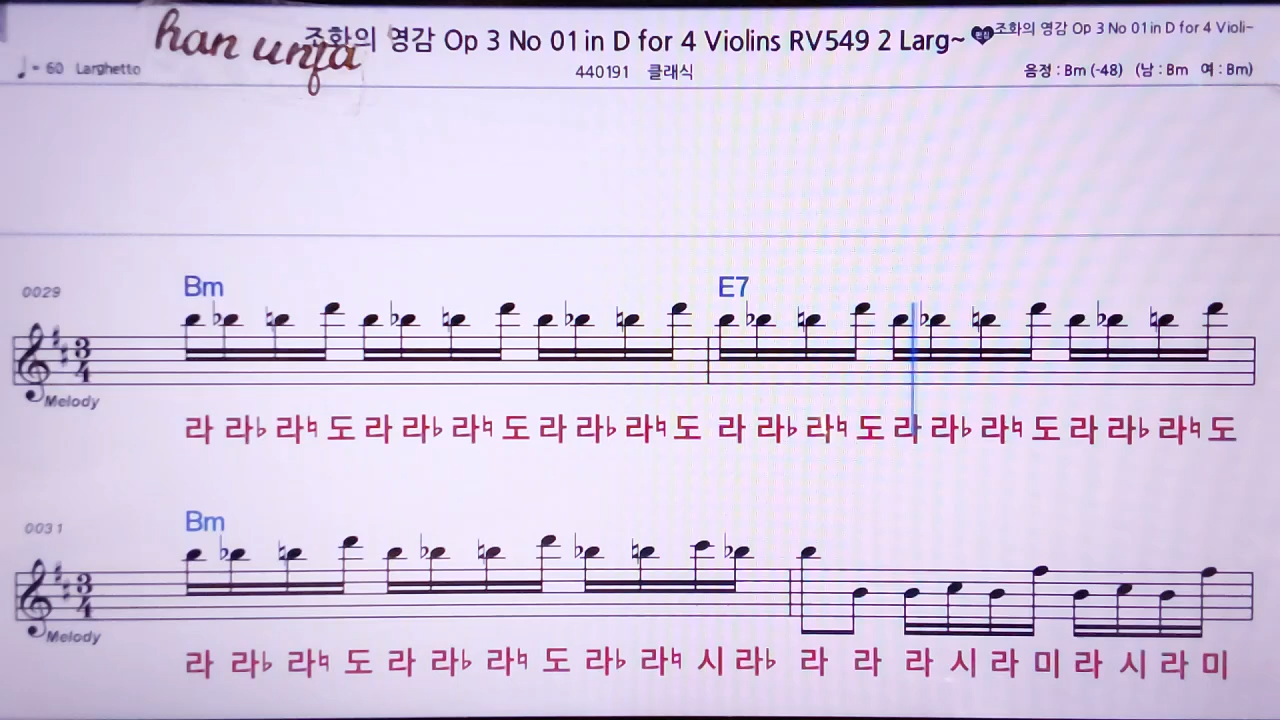 han unja
조화의 영감 Op 3 No 01 in D for 4 Violins RV549 2 Larg~
조화의 영감 Op 3 No 01 in D for 4 Violi~
♩= 60 Larghetto
440191 클래식
음정 : Bm (-48) (남 : Bm 여 : Bm)
0029 Bm E7
3
4
Melody
라 라♭ 라♮ 도 라 라♭ 라♮ 도 라 라♭ 라♮ 도 라 라♭ 라♮ 도 라 라♭ 라♮ 도 라 라♭ 라♮ 도
0031 Bm
3
4
Melody
라 라♭ 라♮ 도 라 라♭ 라♮ 도 라♭ 라♮ 시 라♭ 라 라 라 시 라 미 라 시 라 미